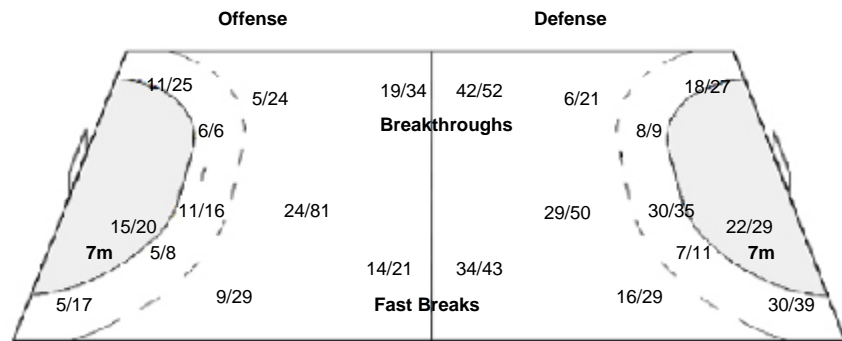 Offense Defense
11/25 5/24 19/34 42/52 6/21 18/27
Breakthroughs
6/6 8/9
11/16 24/81 29/50 30/35
15/20 22/29
7m 5/8 7/11 7m
14/21 34/43
5/17 9/29 Fast Breaks 16/29 30/39